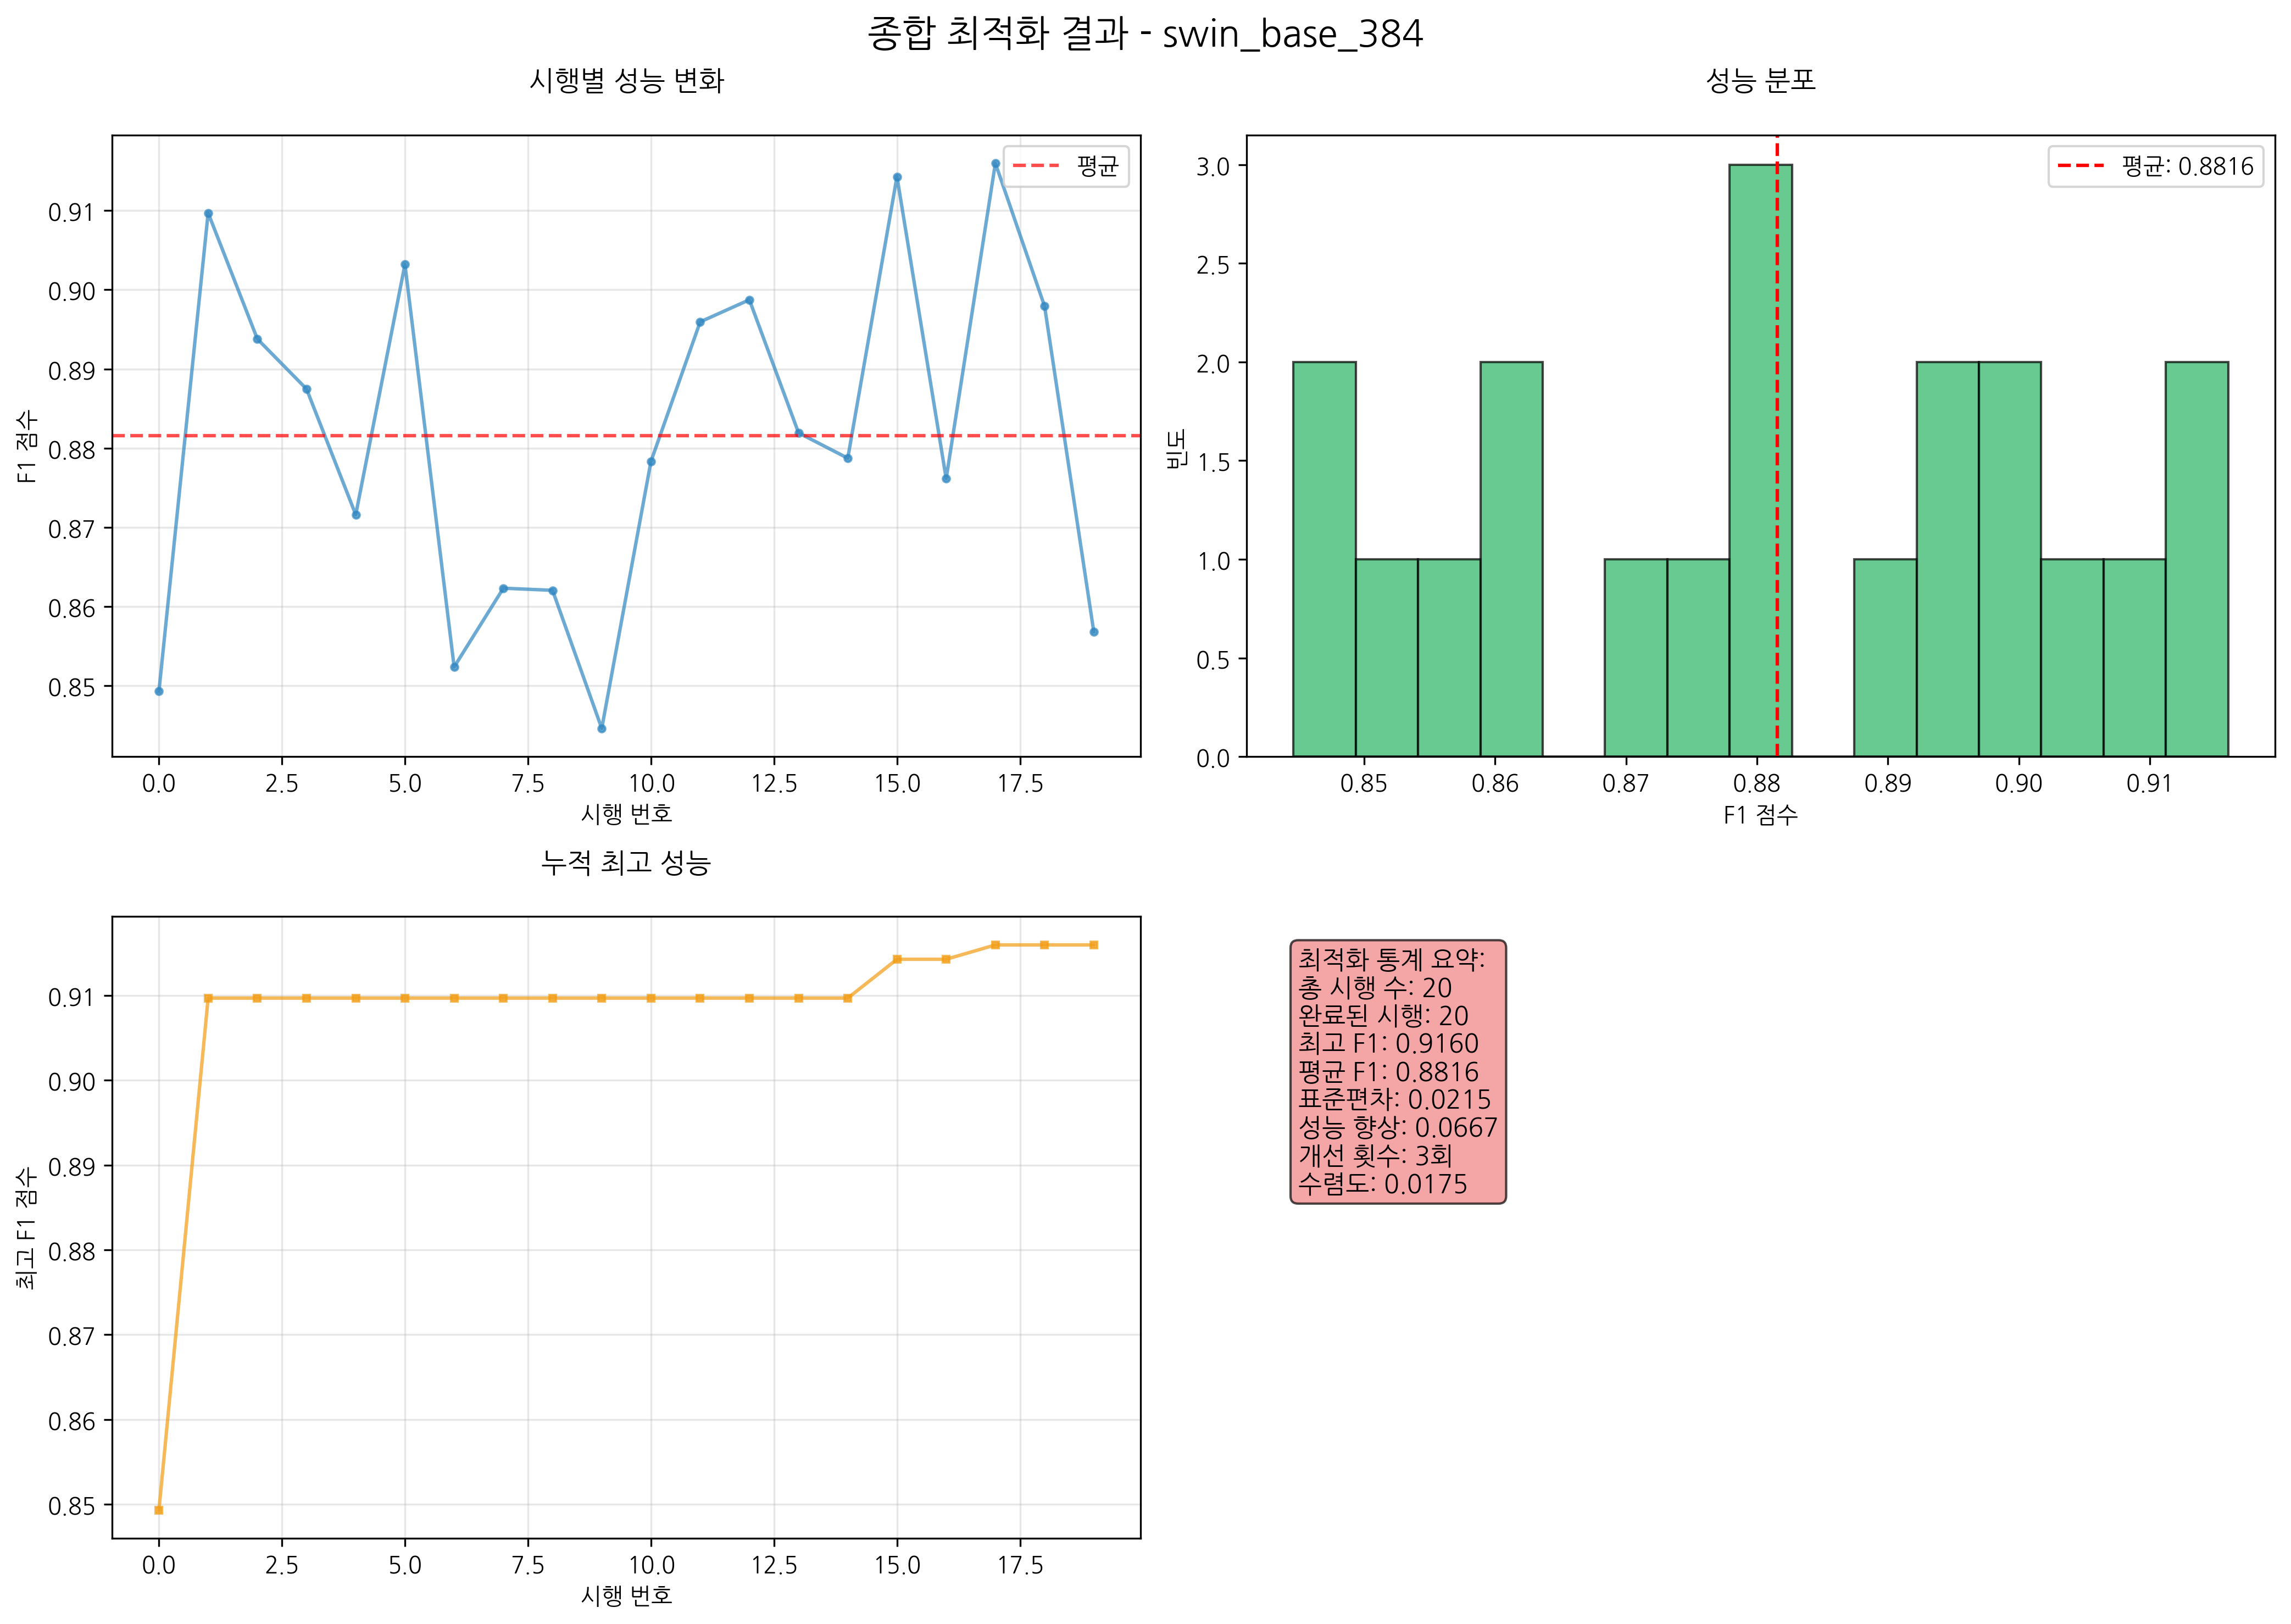 종합 최적화 결과 - swin_base_384
시행별 성능 변화
평균
F1 점수
0.91
0.90
0.89
0.88
0.87
0.86
0.85
0.0 2.5 5.0 7.5 10.0 12.5 15.0 17.5
시행 번호
성능 분포
평균: 0.8816
빈도
3.0
2.5
2.0
1.5
1.0
0.5
0.0
0.85 0.86 0.87 0.88 0.89 0.90 0.91
F1 점수
누적 최고 성능
최고 F1 점수
0.91
0.90
0.89
0.88
0.87
0.86
0.85
0.0 2.5 5.0 7.5 10.0 12.5 15.0 17.5
시행 번호
최적화 통계 요약:
총 시행 수: 20
완료된 시행: 20
최고 F1: 0.9160
평균 F1: 0.8816
표준편차: 0.0215
성능 향상: 0.0667
개선 횟수: 3회
수렴도: 0.0175